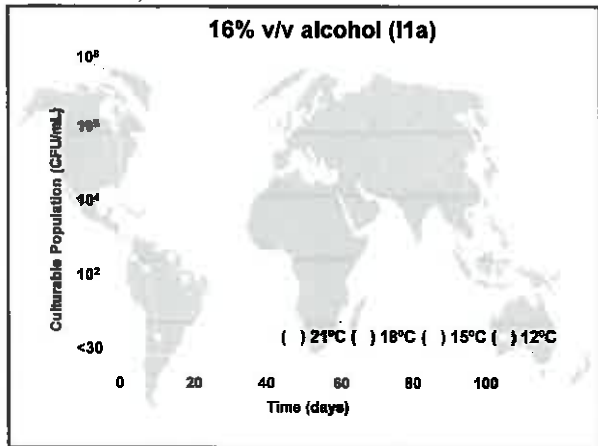 16% v/v alcohol (I1a)
Culturable Population (CFU/mL)
10⁸
10⁴
10²
<30
( ) 21ºC ( ) 18ºC ( ) 15ºC ( ) 12ºC
0 20 40 60 80 100
Time (days)